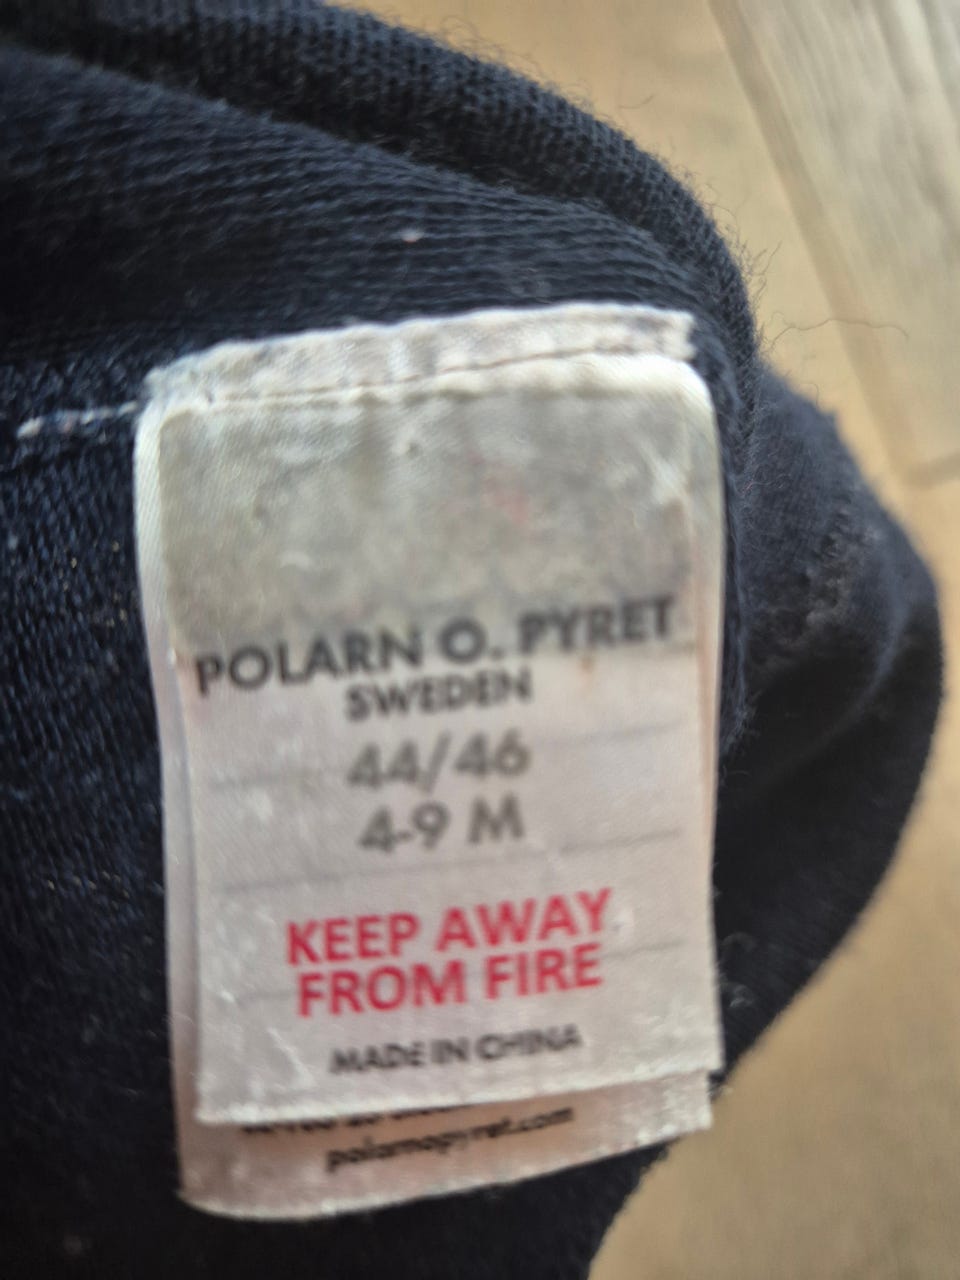 POLARN O. PYRET
SWEDEN
44/46
4-9 M
KEEP AWAY
FROM FIRE
MADE IN CHINA
polarnopyret.com